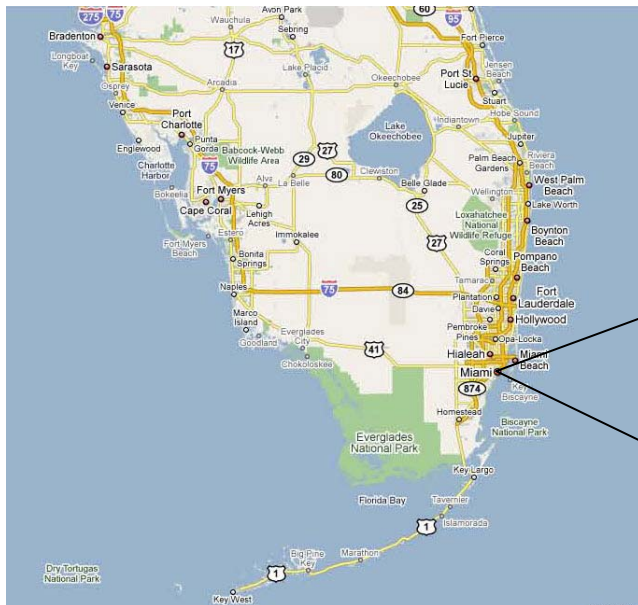 Avon Park
60
95
275
75
75
Wauchula
Sebring
Bradenton
17
Fort Pierce
Longboat
Key
Sarasota
Lake Placid
Okeechobee
Port St
Lucie
Jensen
Beach
Osprey
Arcadia
Stuart
Venice
Hobe Sound
Port
Charlotte
Lake
Okeechobee
Indiantown
Englewood
Punta
Gorda
Babcock-Webb
Wildlife Area
27
Jupiter
Charlotte
Harbor
75
29
80
Clewiston
Palm Beach
Gardens
Riviera
Beach
Alva
La Belle
Belle Glade
West Palm
Beach
Bokeelia
Fort Myers
Wellington
Cape Coral
Lehigh
Acres
25
Loxahatchee
National
Wildlife Refuge
Lake Worth
Fort Myers
Beach
Estero
Immokalee
27
Boynton
Beach
Bonita
Springs
Coral
Springs
Pompano
Beach
Tamarac
Naples
75
84
Plantation
Fort
Lauderdale
Davie
Marco
Island
Hollywood
Everglades
City
41
Pembroke
Pines
Opa-Locka
Goodland
Chokoloskee
Hialeah
Miami
Beach
Miami
874
Key
Biscayne
Homestead
Biscayne
National Park
Everglades
National Park
Key Largo
Florida Bay
Tavernier
Islamorada
1
Big Pine
Key
Marathon
Dry Tortugas
National Park
1
Key West